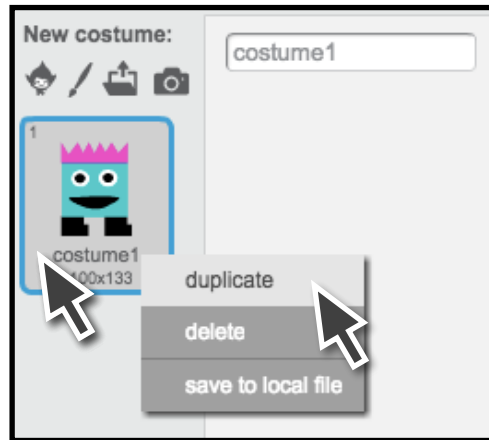 New costume:
costume1
1
costume1
100x133
duplicate
delete
save to local file